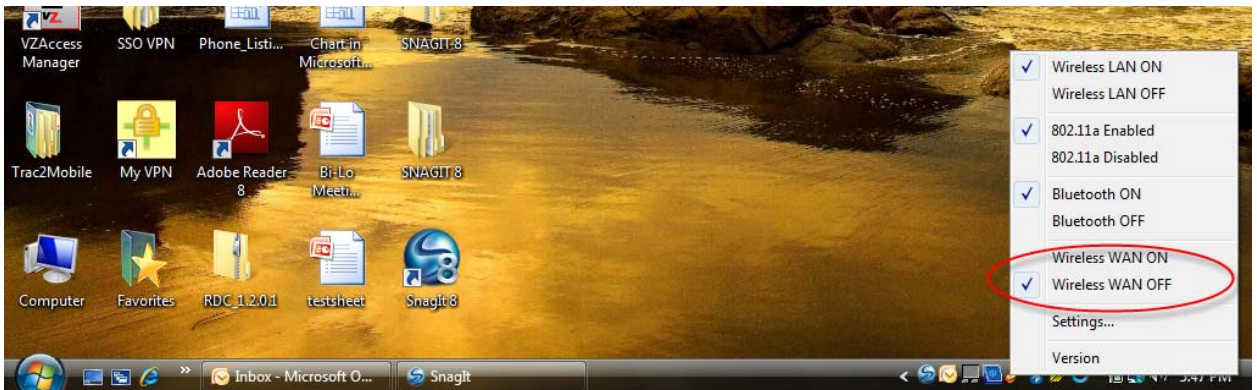 VZAccess
Manager
SSO VPN
Phone_Listi...
Chart in
Microsoft...
SNAGIT 8
Trac2Mobile
My VPN
Adobe Reader
8
Bi-Lo
Meeti...
SNAGIT 8
Computer
Favorites
RDC_1.2.0.1
testsheet
SnagIt 8
Wireless LAN ON
Wireless LAN OFF
802.11a Enabled
802.11a Disabled
Bluetooth ON
Bluetooth OFF
Wireless WAN ON
Wireless WAN OFF
Settings...
Version
Inbox - Microsoft O...
SnagIt
3:47 PM